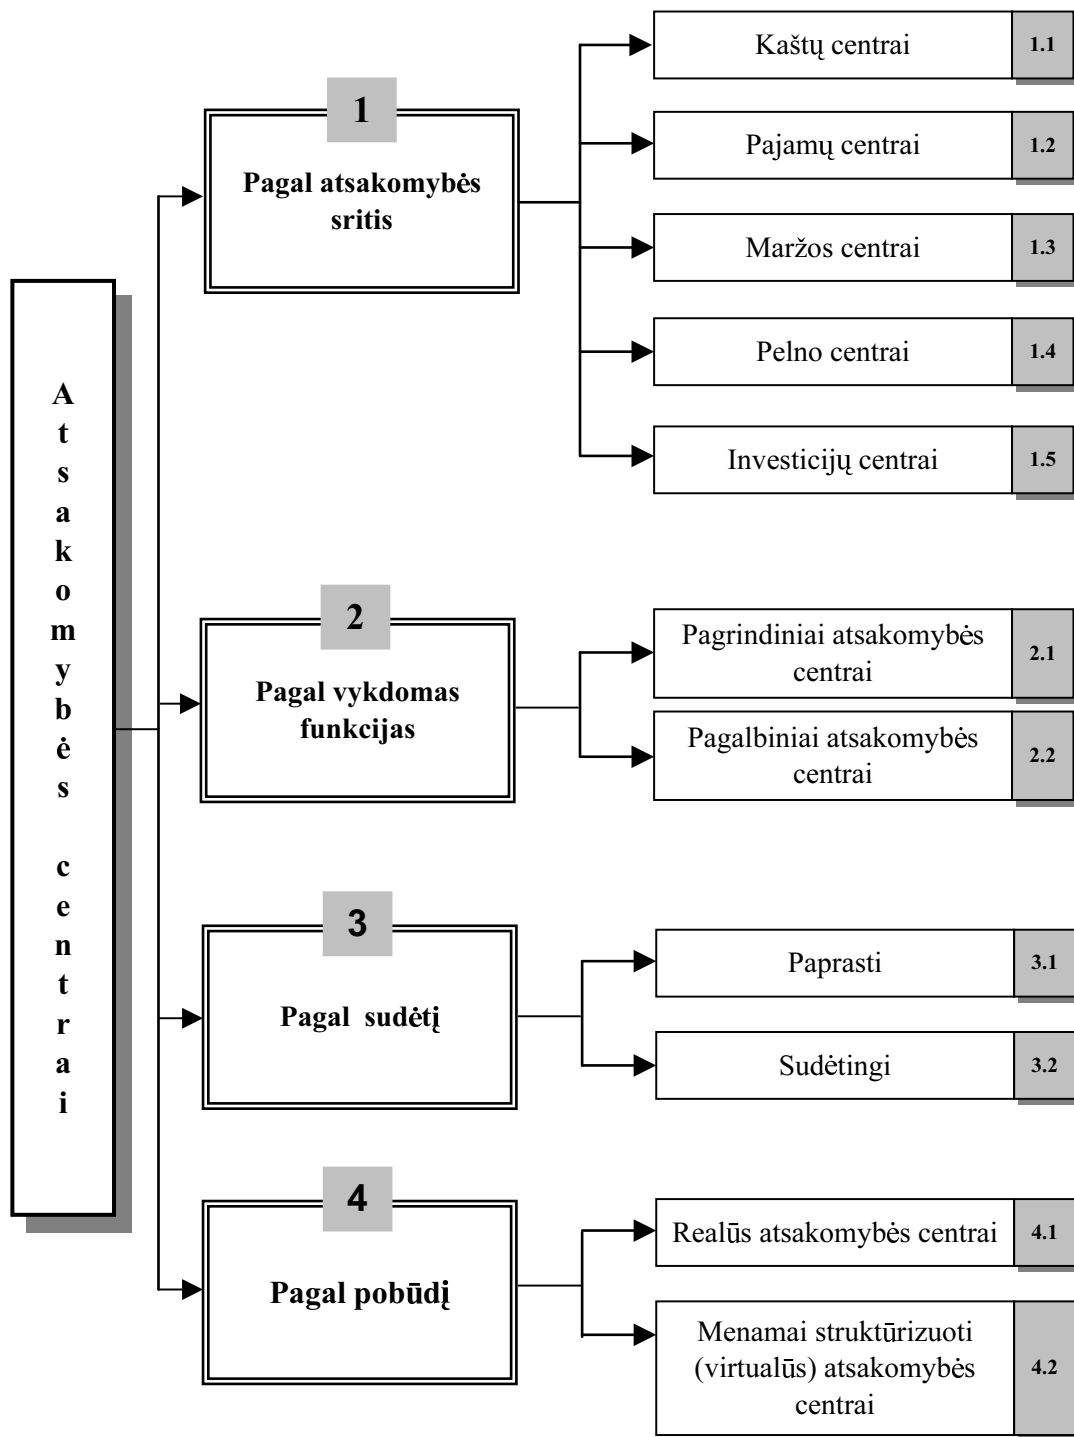 Atsakomybės centrai
1
Pagal atsakomybės
sritis
Kaštų centrai 1.1
Pajamų centrai 1.2
Maržos centrai 1.3
Pelno centrai 1.4
Investicijų centrai 1.5
2
Pagal vykdomas
funkcijas
Pagrindiniai atsakomybės
centrai
2.1
Pagalbiniai atsakomybės
centrai
2.2
3
Pagal sudėtį
Paprasti 3.1
Sudėtingi 3.2
4
Pagal pobūdį
Realūs atsakomybės centrai 4.1
Menamai struktūrizuoti
(virtualūs) atsakomybės
centrai
4.2